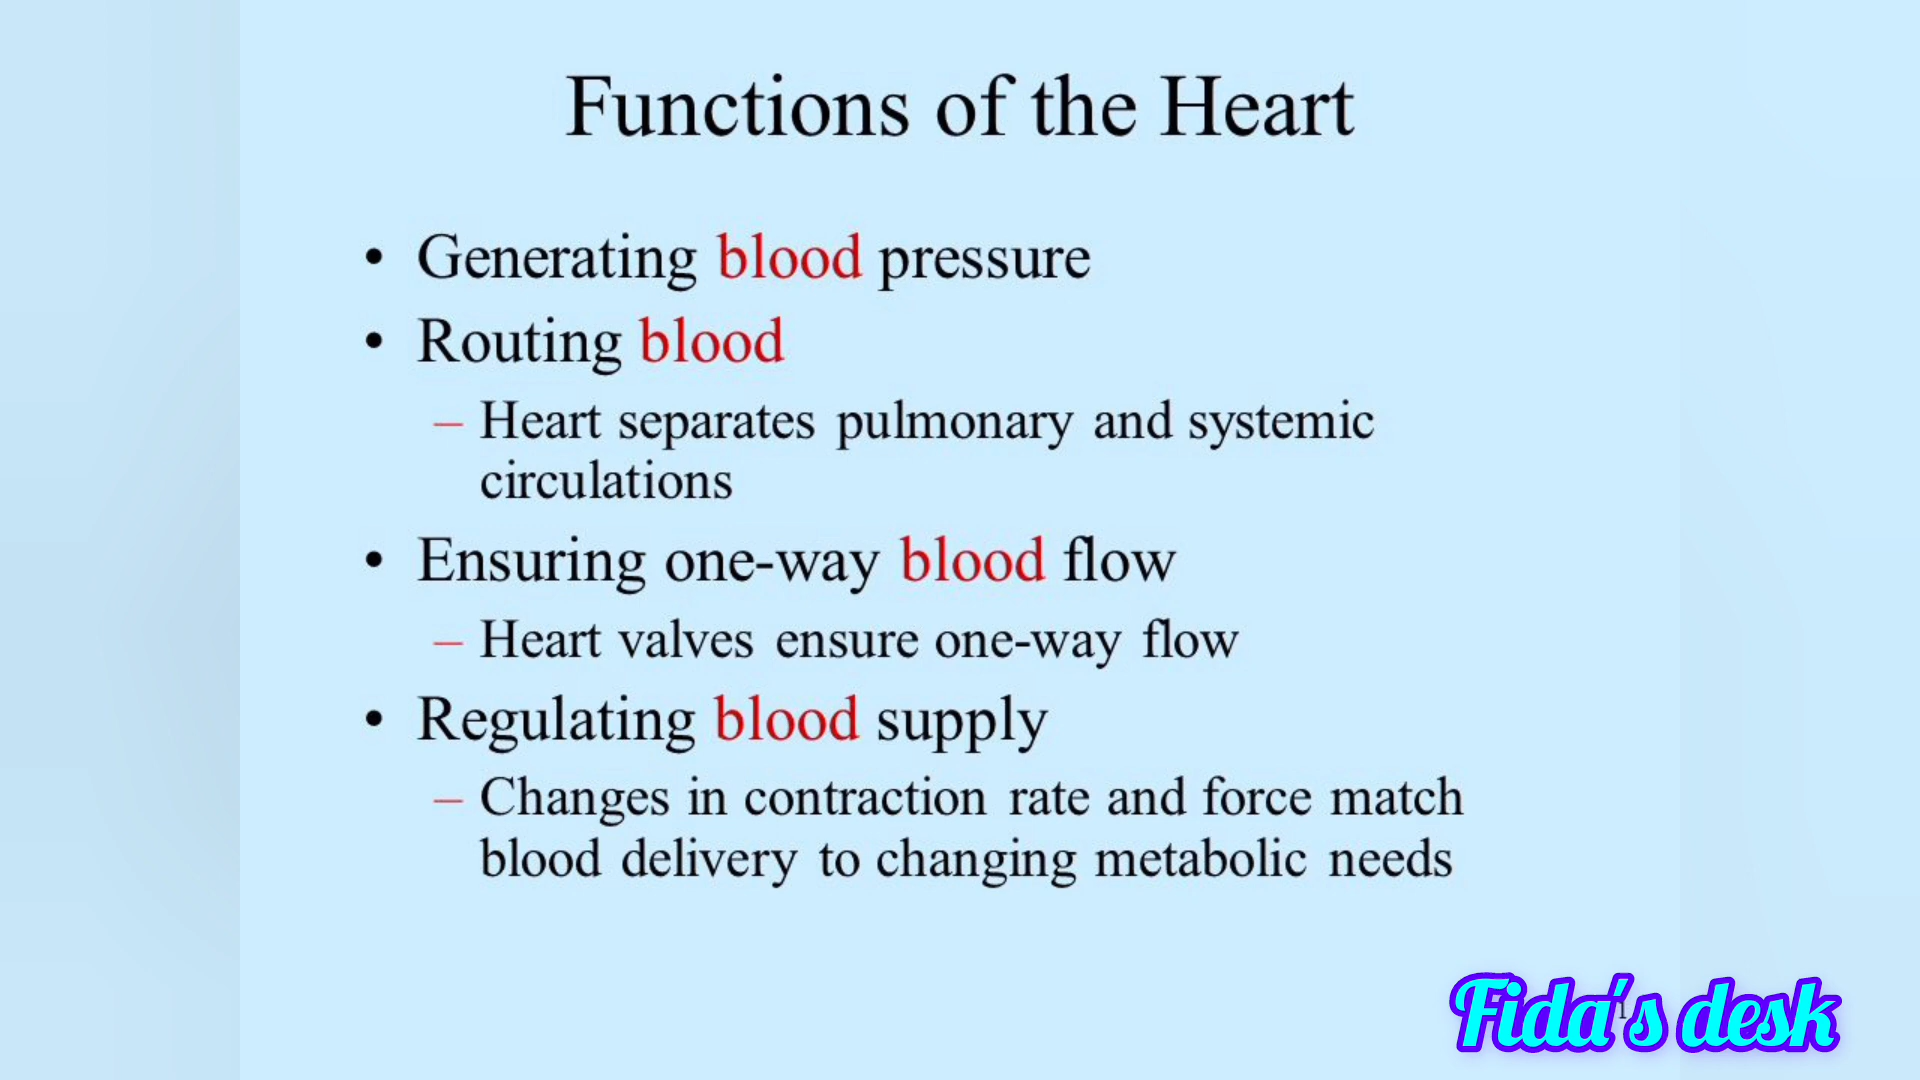 Functions of the Heart
• Generating blood pressure
• Routing blood
– Heart separates pulmonary and systemic
circulations
• Ensuring one-way blood flow
– Heart valves ensure one-way flow
• Regulating blood supply
– Changes in contraction rate and force match
blood delivery to changing metabolic needs
Fida's desk